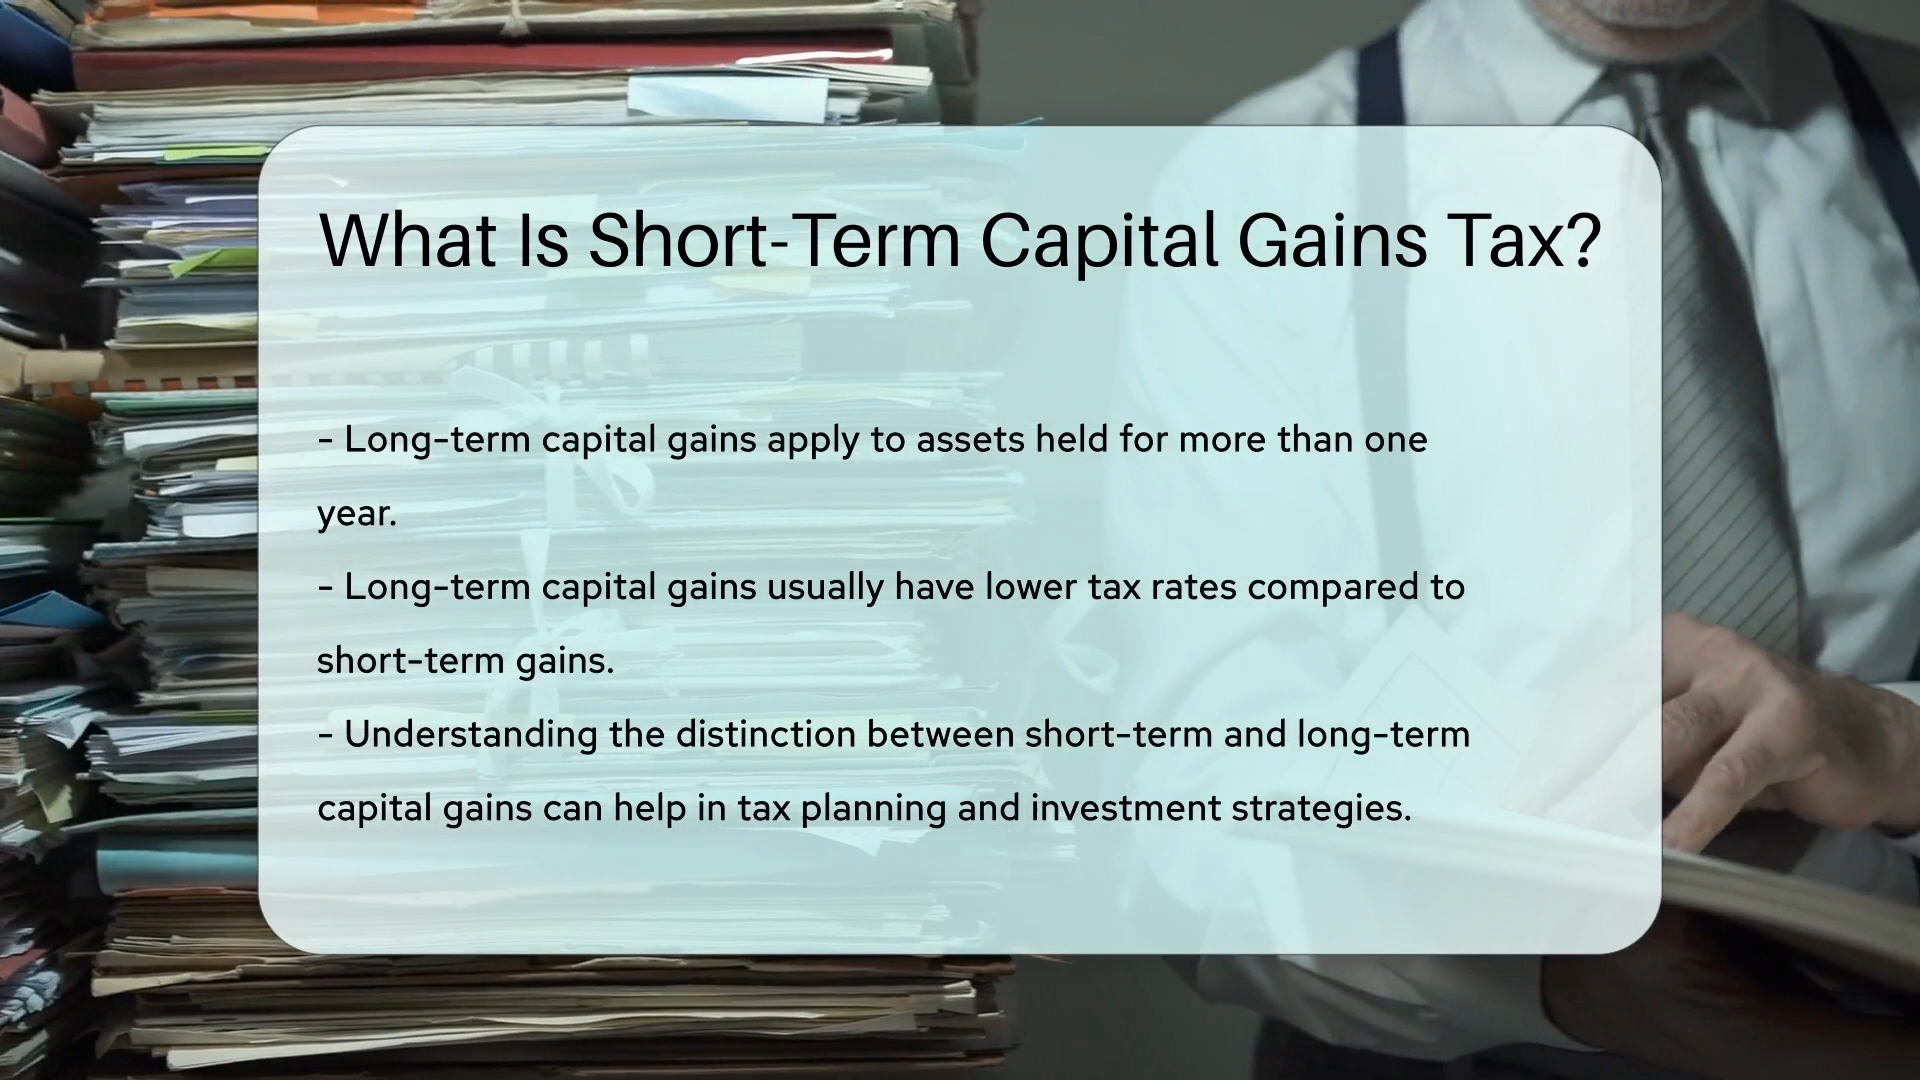 What Is Short-Term Capital Gains Tax?
- Long-term capital gains apply to assets held for more than one
year.
- Long-term capital gains usually have lower tax rates compared to
short-term gains.
- Understanding the distinction between short-term and long-term
capital gains can help in tax planning and investment strategies.